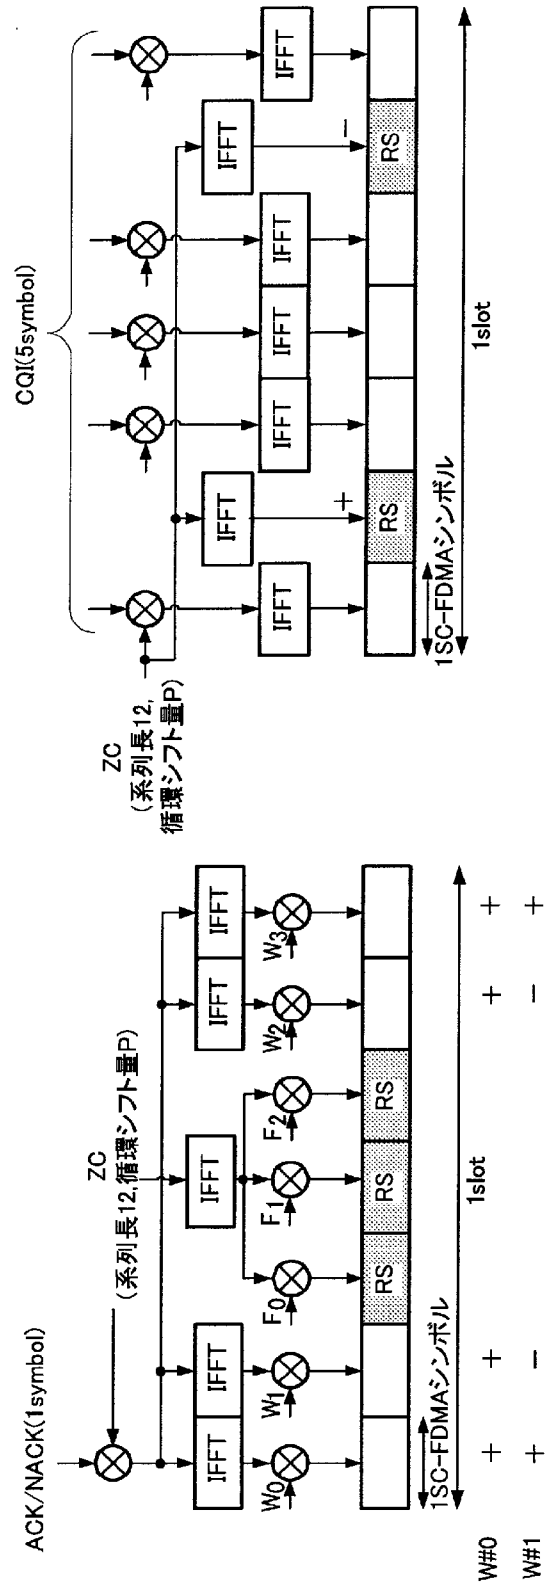 ACK/NACK(1symbol)
ZC
(系列長12,循環シフト量P)
IFFT IFFT IFFT IFFT IFFT
W0 W1 F0 F1 F2 W2 W3
RS RS RS
1SC-FDMAシンボル
1slot
W#0 + + + +
W#1 + - - +
CQI(5symbol)
ZC
(系列長12,
循環シフト量P)
IFFT IFFT IFFT IFFT IFFT IFFT IFFT
+ -
RS RS
1SC-FDMAシンボル
1slot